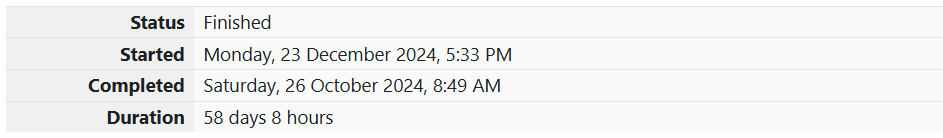 Status Finished
Started Monday, 23 December 2024, 5:33 PM
Completed Saturday, 26 October 2024, 8:49 AM
Duration 58 days 8 hours